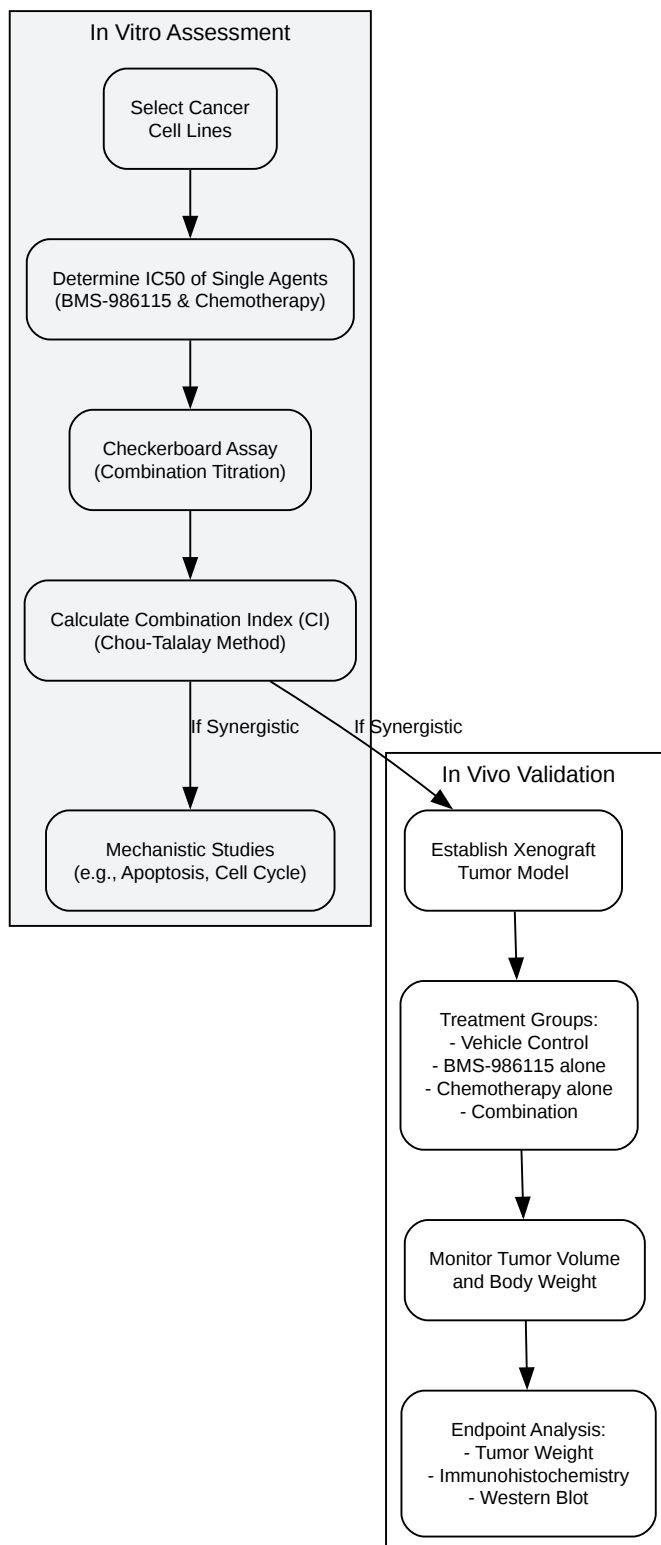 In Vitro Assessment
Select Cancer
Cell Lines
Determine IC50 of Single Agents
(BMS-986115 & Chemotherapy)
Checkerboard Assay
(Combination Titration)
Calculate Combination Index (CI)
(Chou-Talalay Method)
If Synergistic
If Synergistic
Mechanistic Studies
(e.g., Apoptosis, Cell Cycle)
In Vivo Validation
Establish Xenograft
Tumor Model
Treatment Groups:
- Vehicle Control
- BMS-986115 alone
- Chemotherapy alone
- Combination
Monitor Tumor Volume
and Body Weight
Endpoint Analysis:
- Tumor Weight
- Immunohistochemistry
- Western Blot